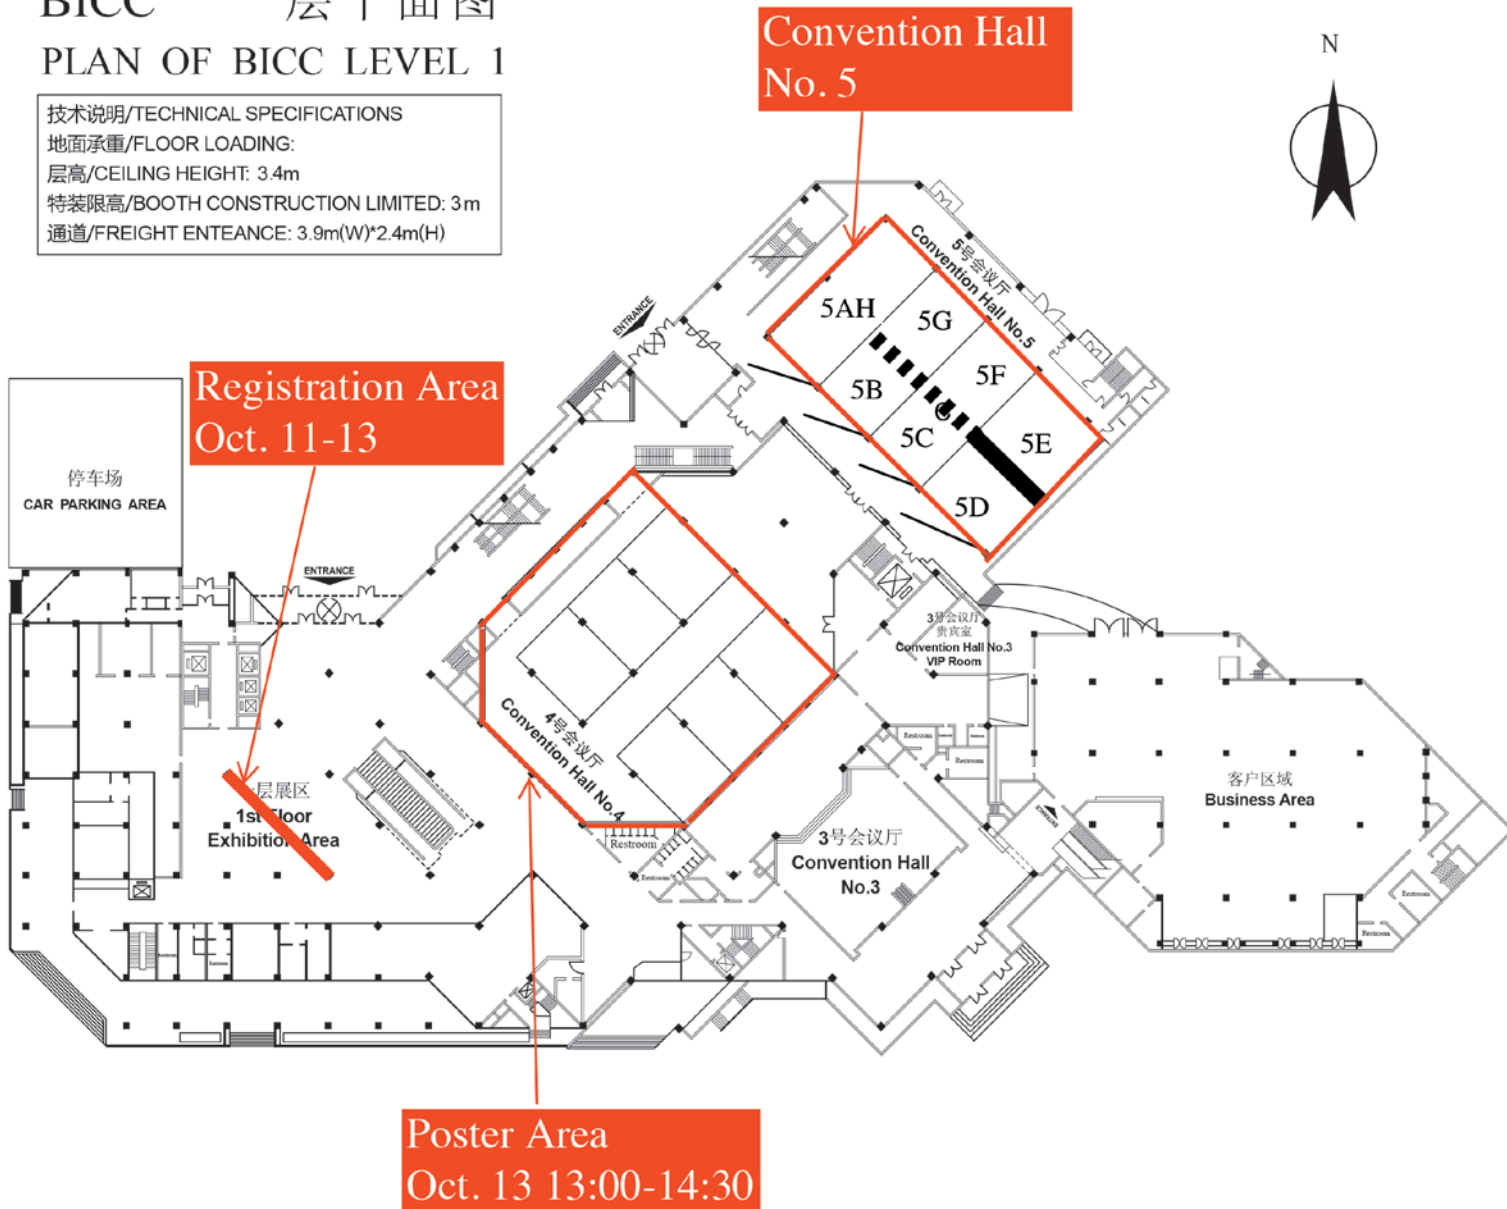 BICC 一层平面图
PLAN OF BICC LEVEL 1
技术说明/TECHNICAL SPECIFICATIONS
地面承重/FLOOR LOADING:
层高/CEILING HEIGHT: 3.4m
特装限高/BOOTH CONSTRUCTION LIMITED: 3m
通道/FREIGHT ENTEANCE: 3.9m(W)*2.4m(H)
Convention Hall
No. 5
N
5号会议厅
Convention Hall No.5
5AH
5G
5F
5B
5C
5E
5D
ENTRANCE
Registration Area
Oct. 11-13
停车场
CAR PARKING AREA
ENTRANCE
3号会议厅
贵宾室
Convention Hall No.3
VIP Room
4号会议厅
Convention Hall No.4
Restroom
Restroom
层展区
1st Floor
Exhibition Area
Restroom
Restroom
3号会议厅
Convention Hall
No.3
客户区域
Business Area
Restroom
Restroom
Poster Area
Oct. 13 13:00-14:30